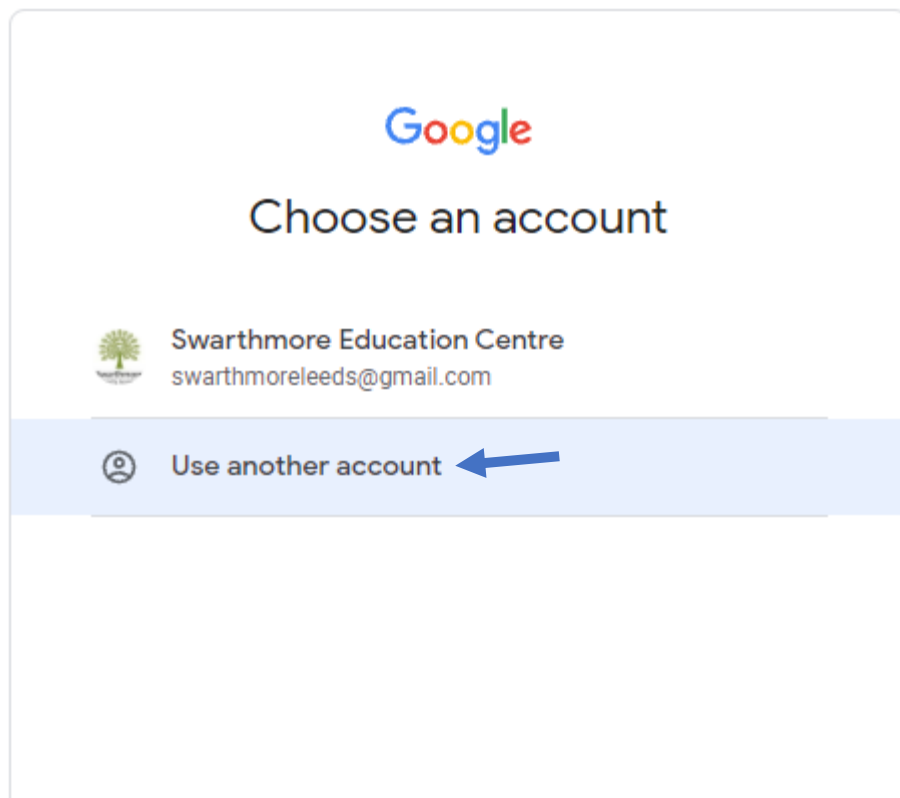 Google
Choose an account
Swarthmore Education Centre
swarthmoreleeds@gmail.com
Use another account